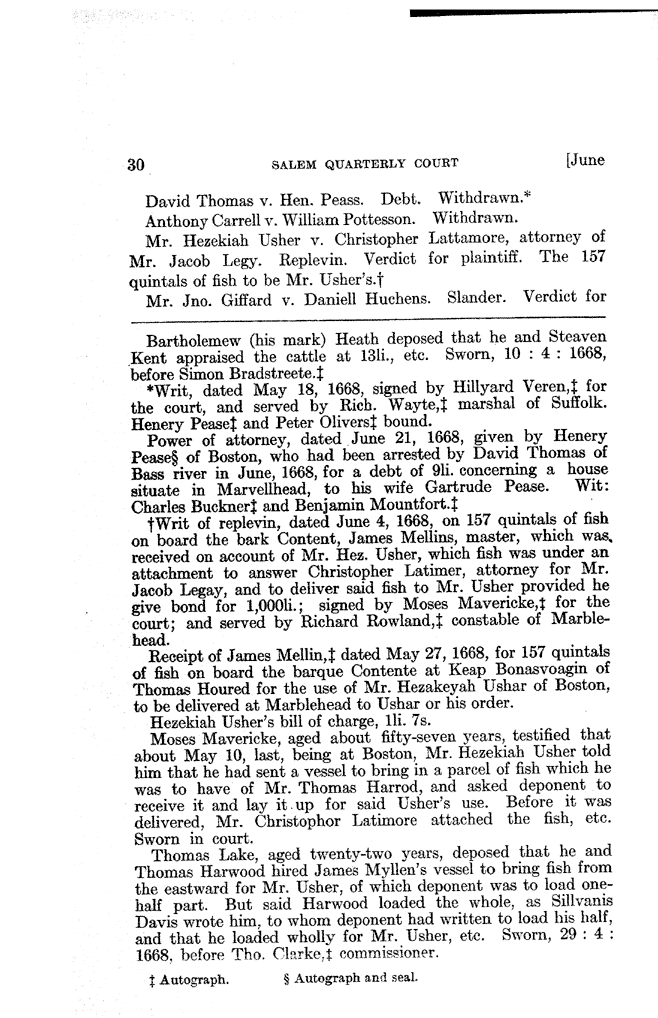 30 SALEM QUARTERLY COURT [June
David Thomas v. Hen. Peass. Debt. Withdrawn.*
Anthony Carrell v. William Pottesson. Withdrawn.
Mr. Hezekiah Usher v. Christopher Lattamore, attorney of
Mr. Jacob Legy. Replevin. Verdict for plaintiff. The 157
quintals of fish to be Mr. Usher's.†
Mr. Jno. Giffard v. Daniell Huchens. Slander. Verdict for
Bartholemew (his mark) Heath deposed that he and Steaven
Kent appraised the cattle at 13li., etc. Sworn, 10 : 4 : 1668,
before Simon Bradstreete.‡
*Writ, dated May 18, 1668, signed by Hillyard Veren,‡ for
the court, and served by Rich. Wayte,‡ marshal of Suffolk.
Henery Pease‡ and Peter Olivers‡ bound.
Power of attorney, dated June 21, 1668, given by Henery
Pease§ of Boston, who had been arrested by David Thomas of
Bass river in June, 1668, for a debt of 9li. concerning a house
situate in Marvellhead, to his wife Gartrude Pease. Wit:
Charles Buckner‡ and Benjamin Mountfort.‡
†Writ of replevin, dated June 4, 1668, on 157 quintals of fish
on board the bark Content, James Mellins, master, which was
received on account of Mr. Hez. Usher, which fish was under an
attachment to answer Christopher Latimer, attorney for Mr.
Jacob Legay, and to deliver said fish to Mr. Usher provided he
give bond for 1,000li.; signed by Moses Mavericke,‡ for the
court; and served by Richard Rowland,‡ constable of Marble-
head.
Receipt of James Mellin,‡ dated May 27, 1668, for 157 quintals
of fish on board the barque Contente at Keap Bonasvoagin of
Thomas Houred for the use of Mr. Hezakeyah Ushar of Boston,
to be delivered at Marblehead to Ushar or his order.
Hezekiah Usher's bill of charge, 1li. 7s.
Moses Mavericke, aged about fifty-seven years, testified that
about May 10, last, being at Boston, Mr. Hezekiah Usher told
him that he had sent a vessel to bring in a parcel of fish which he
was to have of Mr. Thomas Harrod, and asked deponent to
receive it and lay it up for said Usher's use. Before it was
delivered, Mr. Christophor Latimore attached the fish, etc.
Sworn in court.
Thomas Lake, aged twenty-two years, deposed that he and
Thomas Harwood hired James Myllen's vessel to bring fish from
the eastward for Mr. Usher, of which deponent was to load one-
half part. But said Harwood loaded the whole, as Sillvanis
Davis wrote him, to whom deponent had written to load his half,
and that he loaded wholly for Mr. Usher, etc. Sworn, 29 : 4 :
1668, before Tho. Clarke,‡ commissioner.
‡ Autograph. § Autograph and seal.